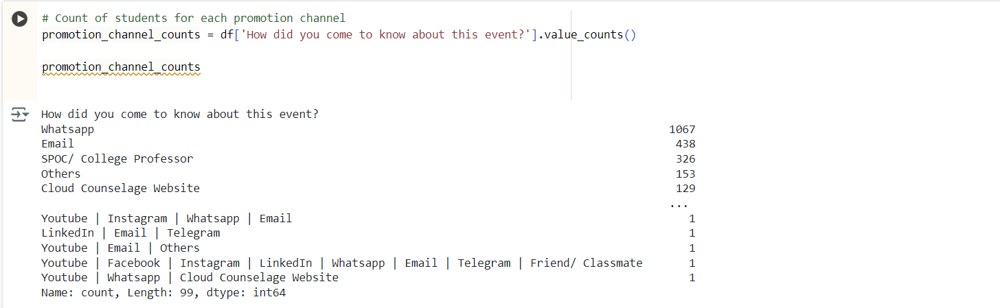 # Count of students for each promotion channel
promotion_channel_counts = df['How did you come to know about this event?'].value_counts()
promotion_channel_counts
How did you come to know about this event?
Whatsapp 1067
Email 438
SPOC/ College Professor 326
Others 153
Cloud Counselage Website 129
...
Youtube | Instagram | Whatsapp | Email 1
LinkedIn | Email | Telegram 1
Youtube | Email | Others 1
Youtube | Facebook | Instagram | LinkedIn | Whatsapp | Email | Telegram | Friend/ Classmate 1
Youtube | Whatsapp | Cloud Counselage Website 1
Name: count, Length: 99, dtype: int64